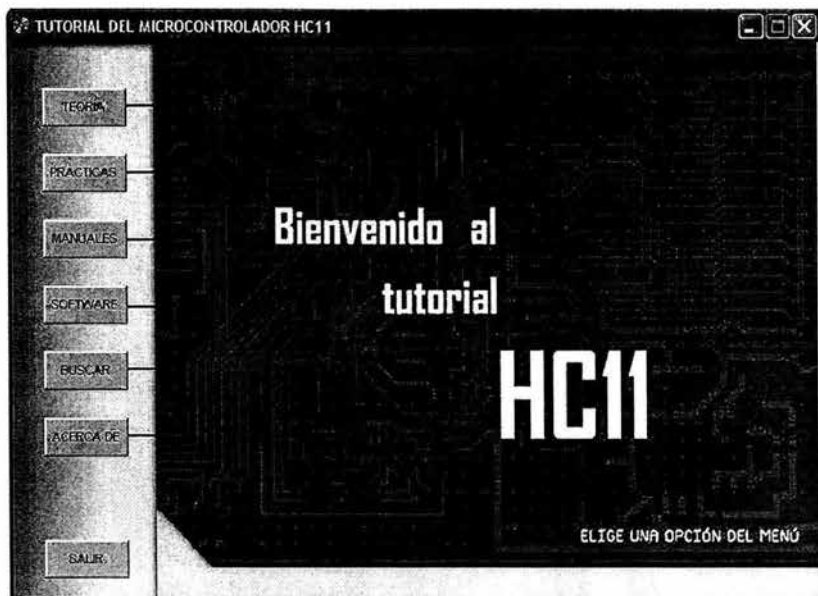 TUTORIAL DEL MICROCONTROLADOR HC11
TEORIA
PRACTICAS
MANUALES
SOFTWARE
BUSCAR
ACERCA DE
SALIR
Bienvenido al
tutorial
HC11
ELIGE UNA OPCIÓN DEL MENÚ